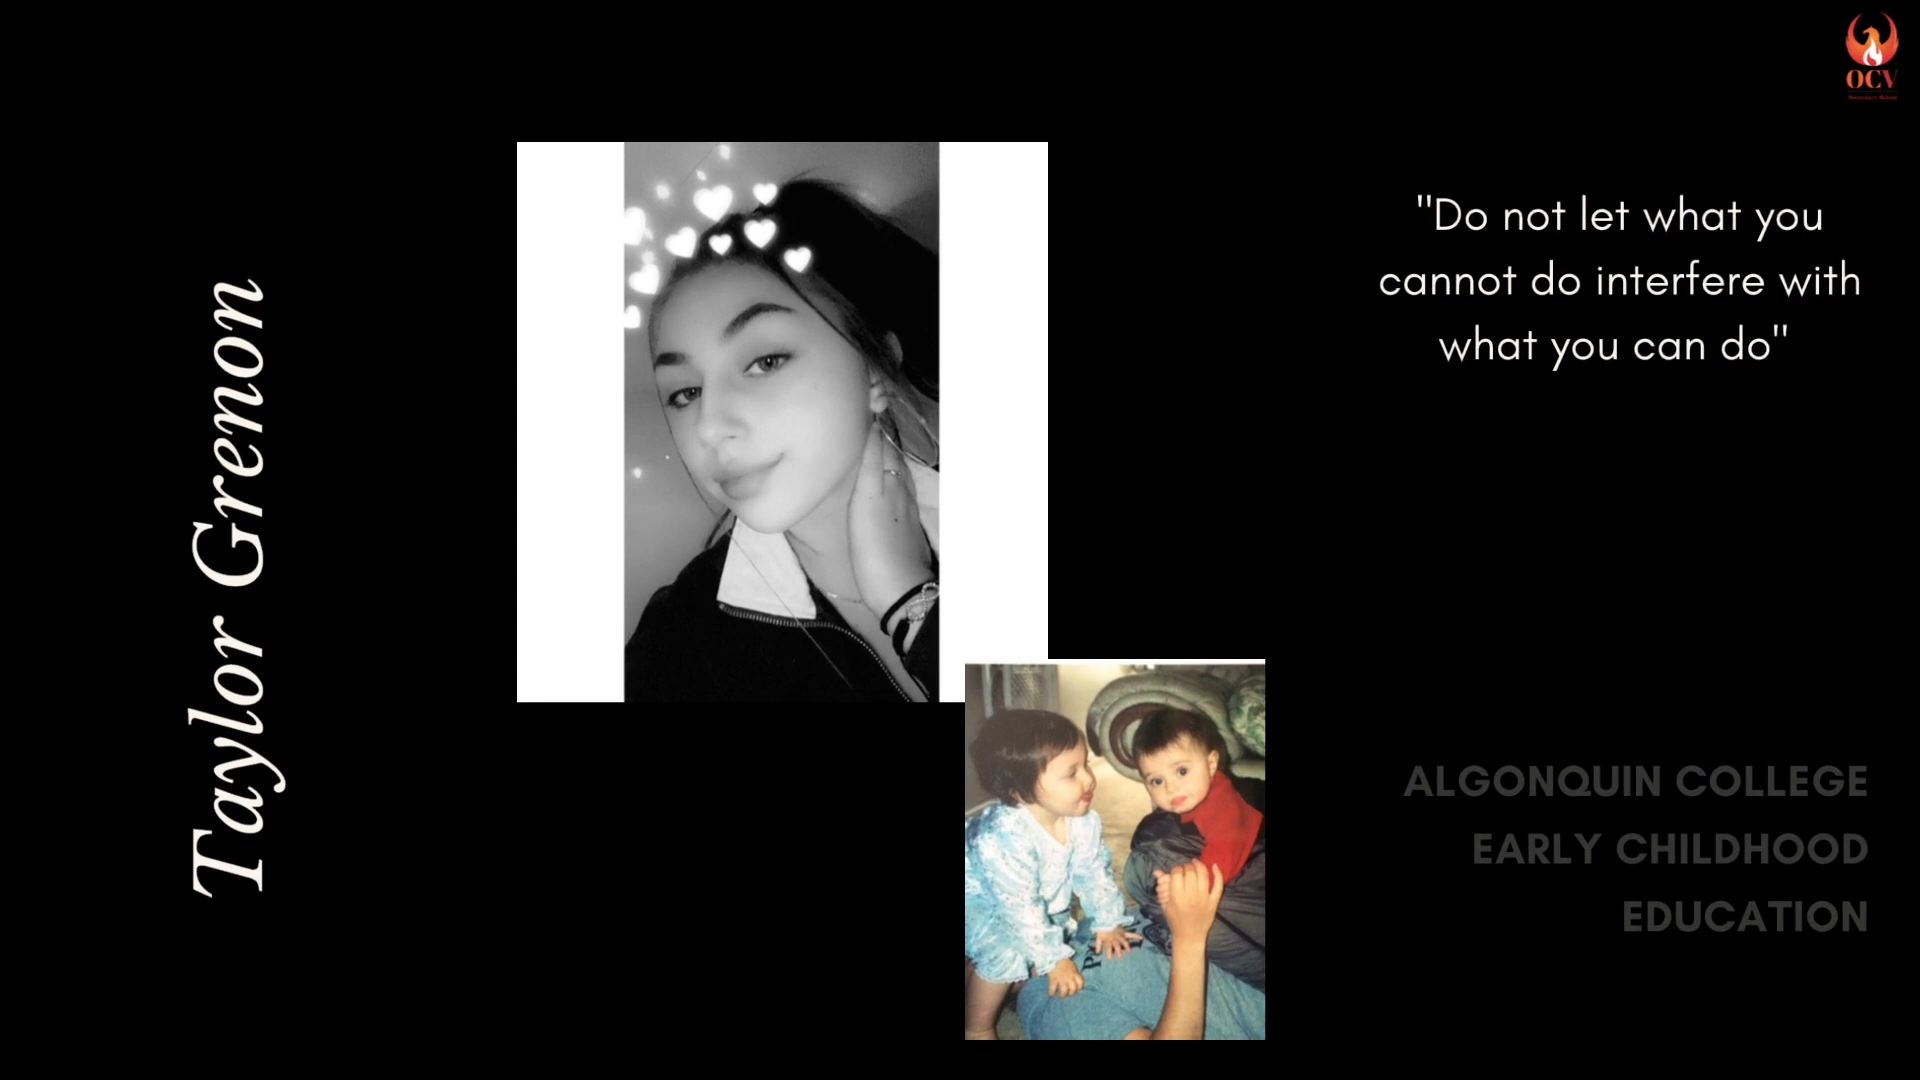 OCV
Taylor Grenon
"Do not let what you
cannot do interfere with
what you can do"
ALGONQUIN COLLEGE
EARLY CHILDHOOD
EDUCATION